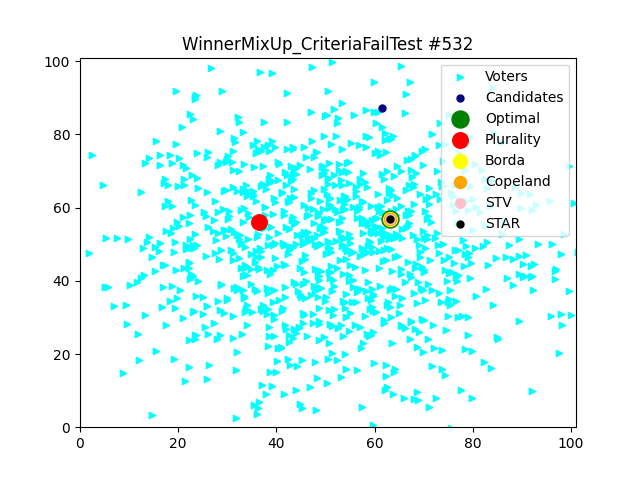 WinnerMixUp_CriteriaFailTest #532
100
80
60
40
20
0
0 20 40 60 80 100
Voters
Candidates
Optimal
Plurality
Borda
Copeland
STV
STAR